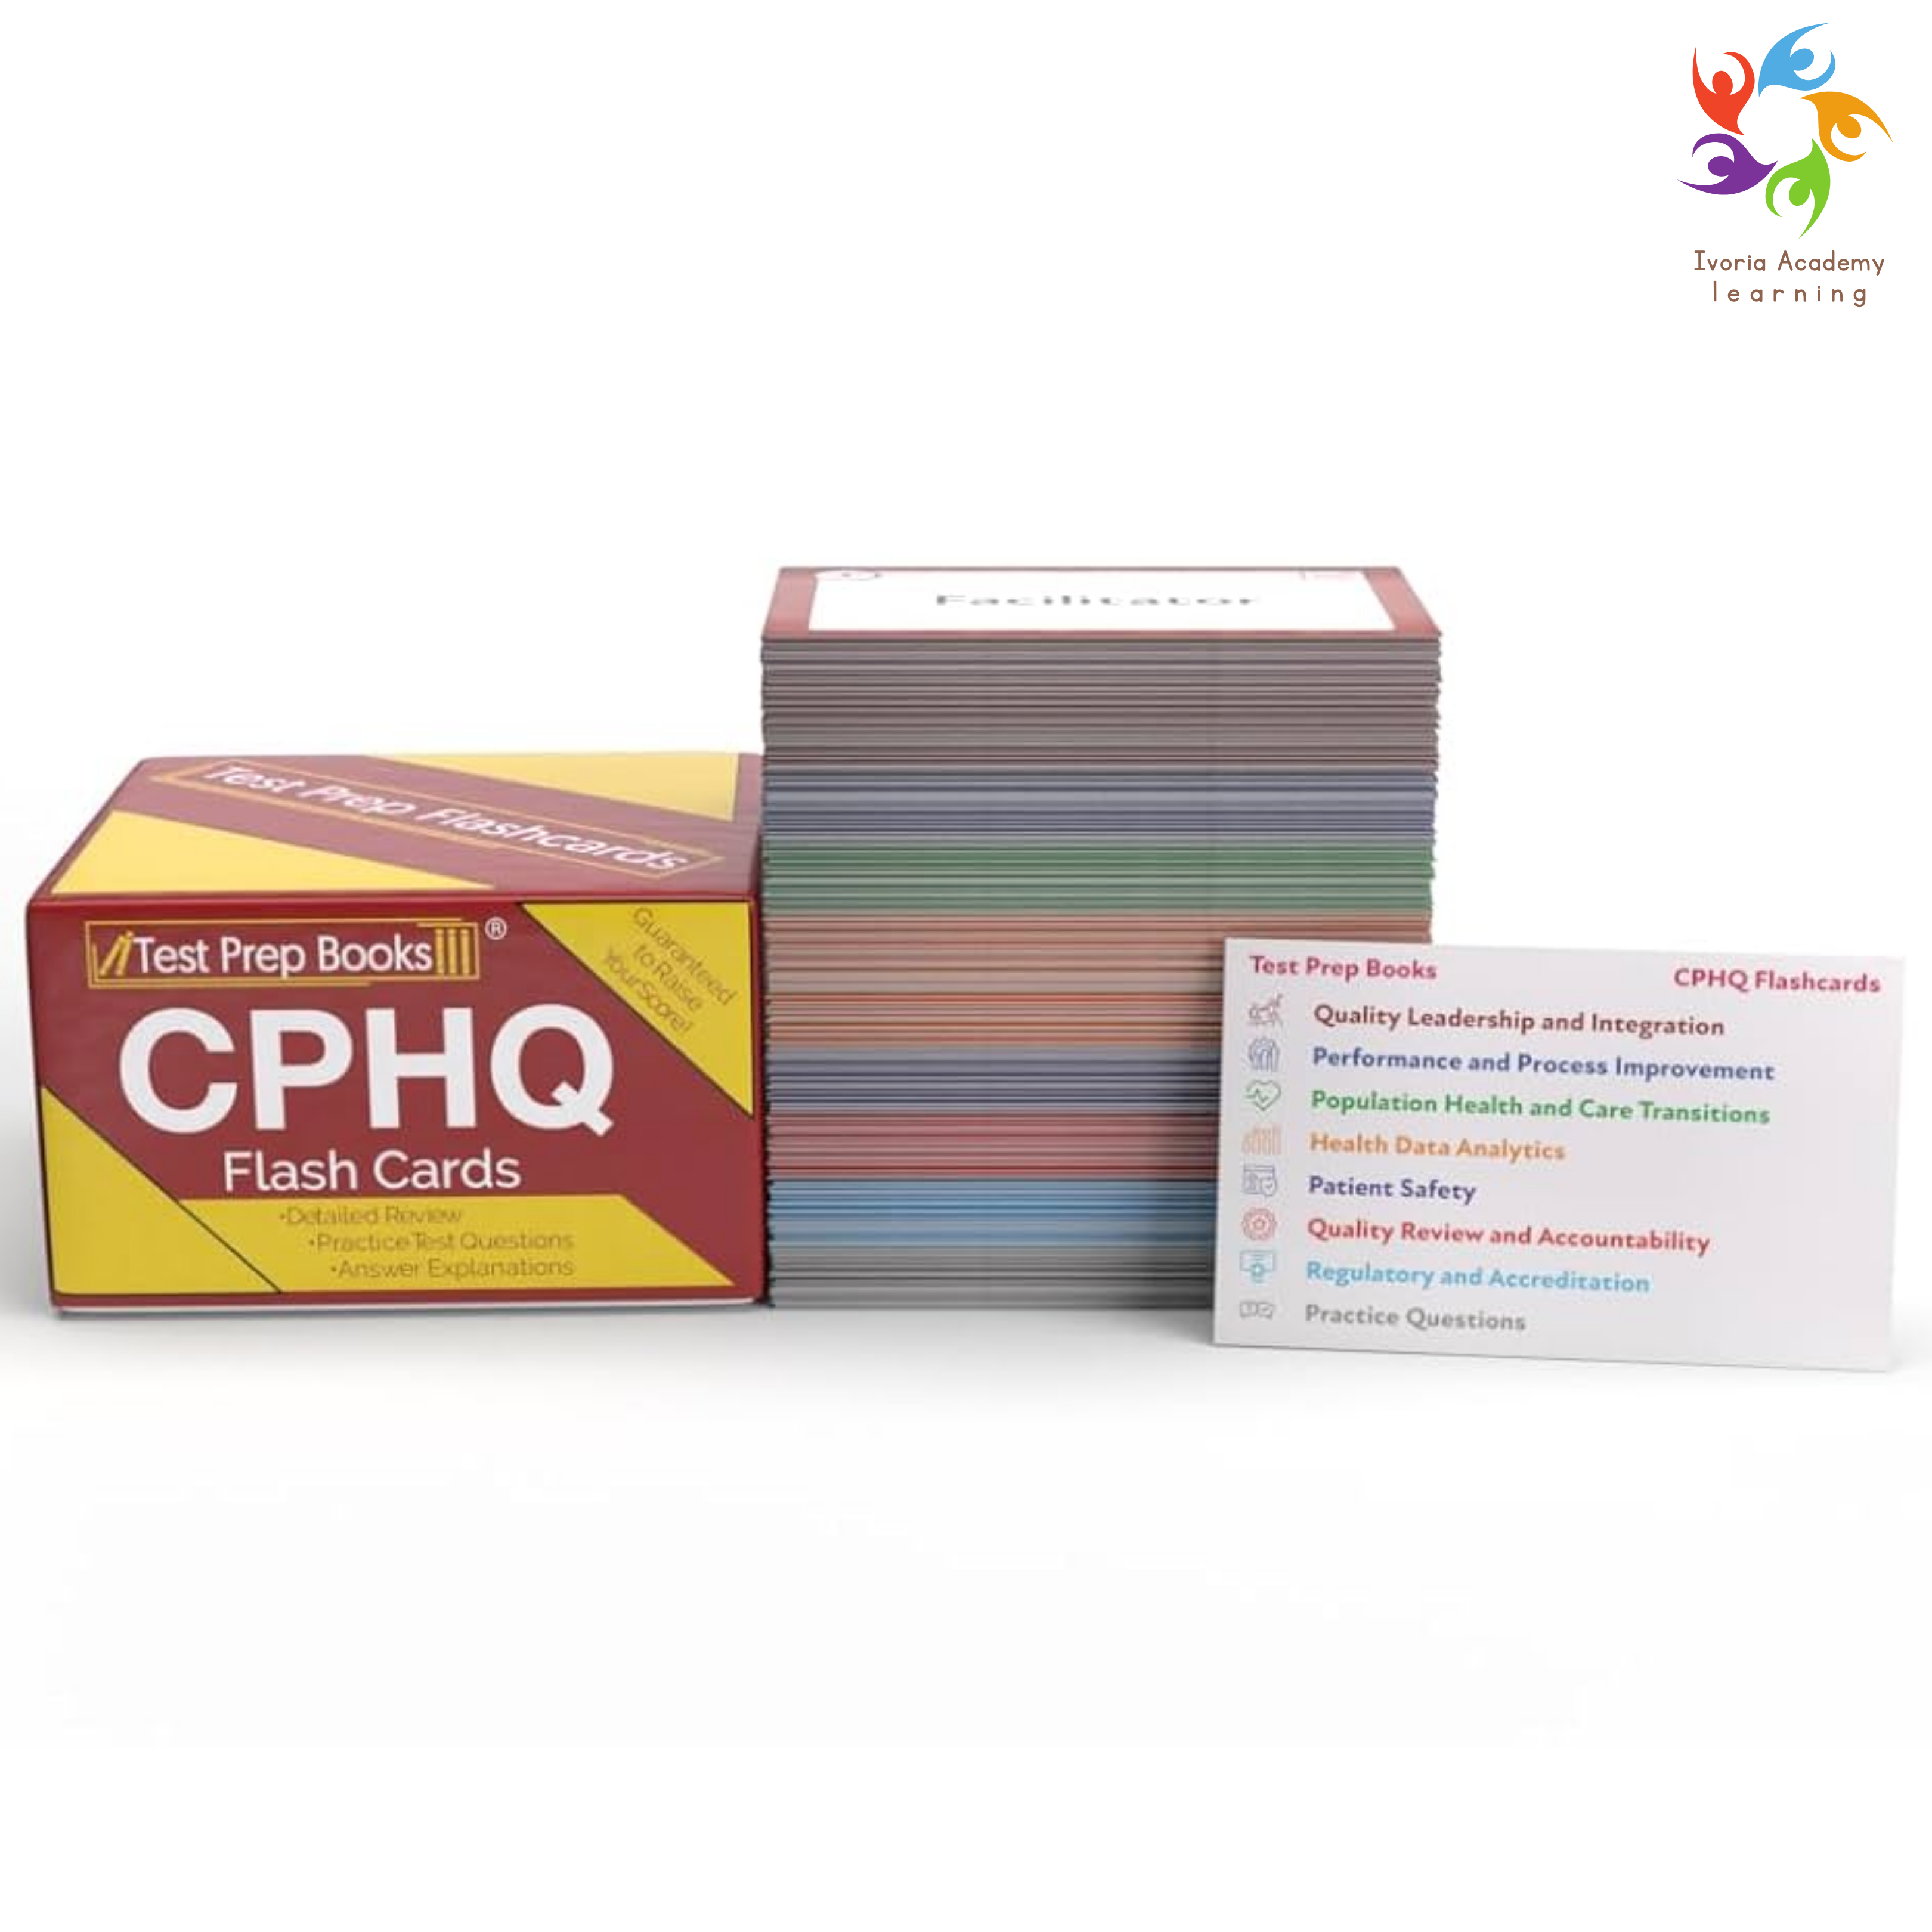 Ivoria Academy
learning
Facilitator
Test Prep Flashcards
Test Prep Books®
Guaranteed
to Raise
Your Score!
CPHQ
Flash Cards
•Detailed Review
•Practice Test Questions
•Answer Explanations
Test Prep Books CPHQ Flashcards
Quality Leadership and Integration
Performance and Process Improvement
Population Health and Care Transitions
Health Data Analytics
Patient Safety
Quality Review and Accountability
Regulatory and Accreditation
Practice Questions